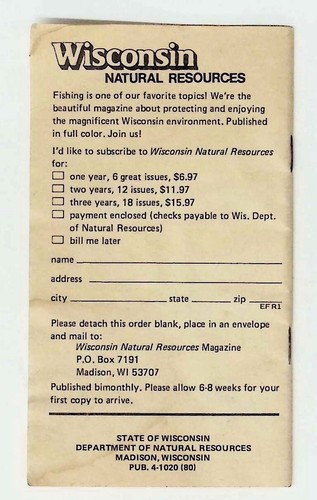 Wisconsin
NATURAL RESOURCES
Fishing is one of our favorite topics! We're the
beautiful magazine about protecting and enjoying
the magnificent Wisconsin environment. Published
in full color. Join us!
I'd like to subscribe to Wisconsin Natural Resources
for:
one year, 6 great issues, $6.97
two years, 12 issues, $11.97
three years, 18 issues, $15.97
payment enclosed (checks payable to Wis. Dept.
of Natural Resources)
bill me later
name
address
city state zip
EFR1
Please detach this order blank, place in an envelope
and mail to:
Wisconsin Natural Resources Magazine
P.O. Box 7191
Madison, WI 53707
Published bimonthly. Please allow 6-8 weeks for your
first copy to arrive.
STATE OF WISCONSIN
DEPARTMENT OF NATURAL RESOURCES
MADISON, WISCONSIN
PUB. 4-1020 (80)